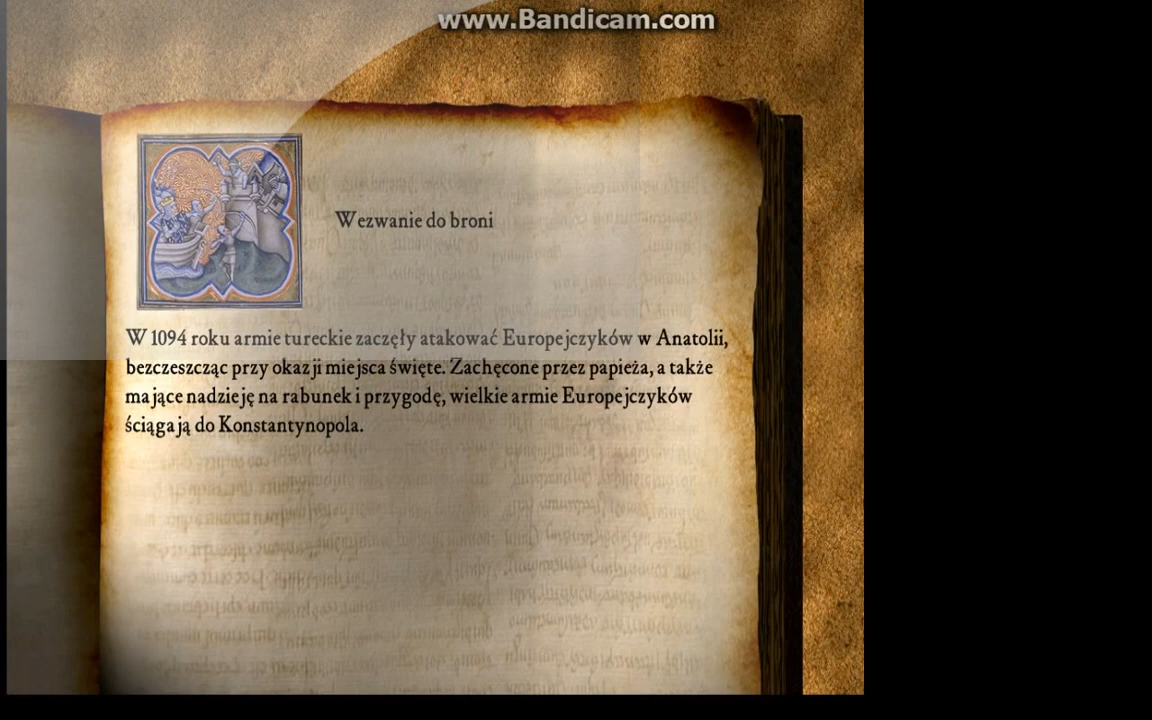 www.Bandicam.com
Wezwanie do broni
W 1094 roku armie tureckie zaczęły atakować Europejczyków w Anatolii,
bezczeszcząc przy okazji miejsca święte. Zachęcone przez papieża, a także
mające nadzieję na rabunek i przygodę, wielkie armie Europejczyków
ściągają do Konstantynopola.